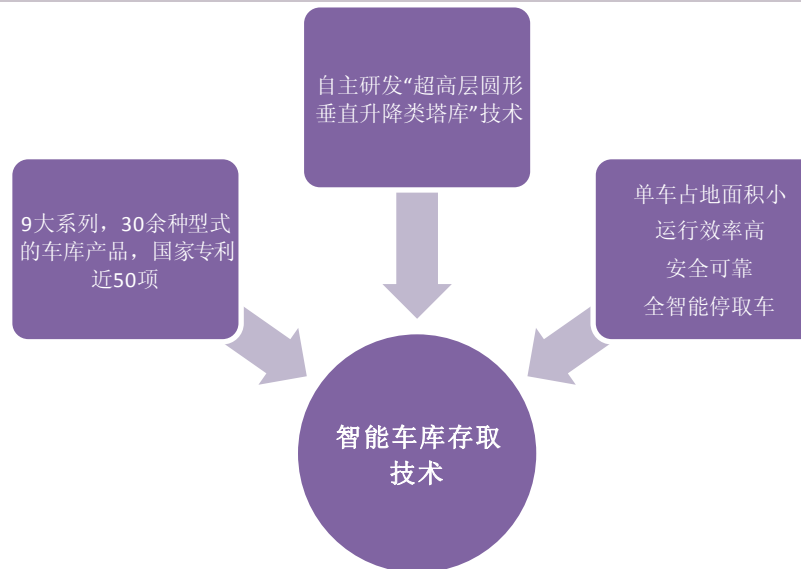 自主研发“超高层圆形
垂直升降类塔库”技术
9大系列，30余种型式
的车库产品，国家专利
近50项
单车占地面积小
运行效率高
安全可靠
全智能停取车
智能车库存取
技术